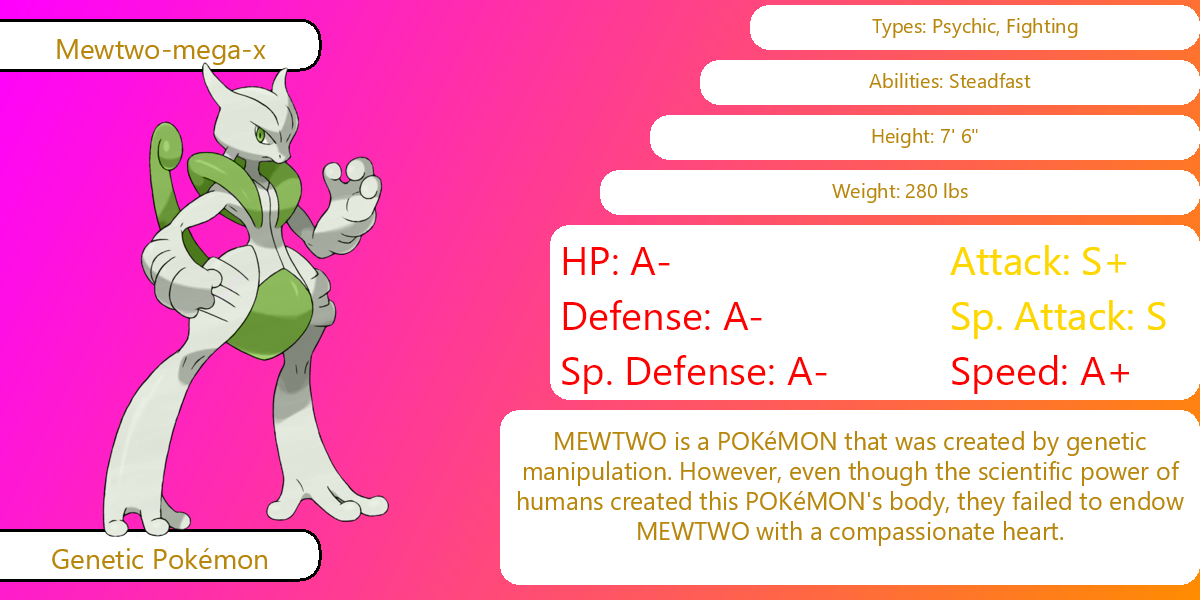 Mewtwo-mega-x
Types: Psychic, Fighting
Abilities: Steadfast
Height: 7' 6"
Weight: 280 lbs
HP: A-
Attack: S+
Defense: A-
Sp. Attack: S
Sp. Defense: A-
Speed: A+
MEWTWO is a POKéMON that was created by genetic
manipulation. However, even though the scientific power of
humans created this POKéMON's body, they failed to endow
MEWTWO with a compassionate heart.
Genetic Pokémon